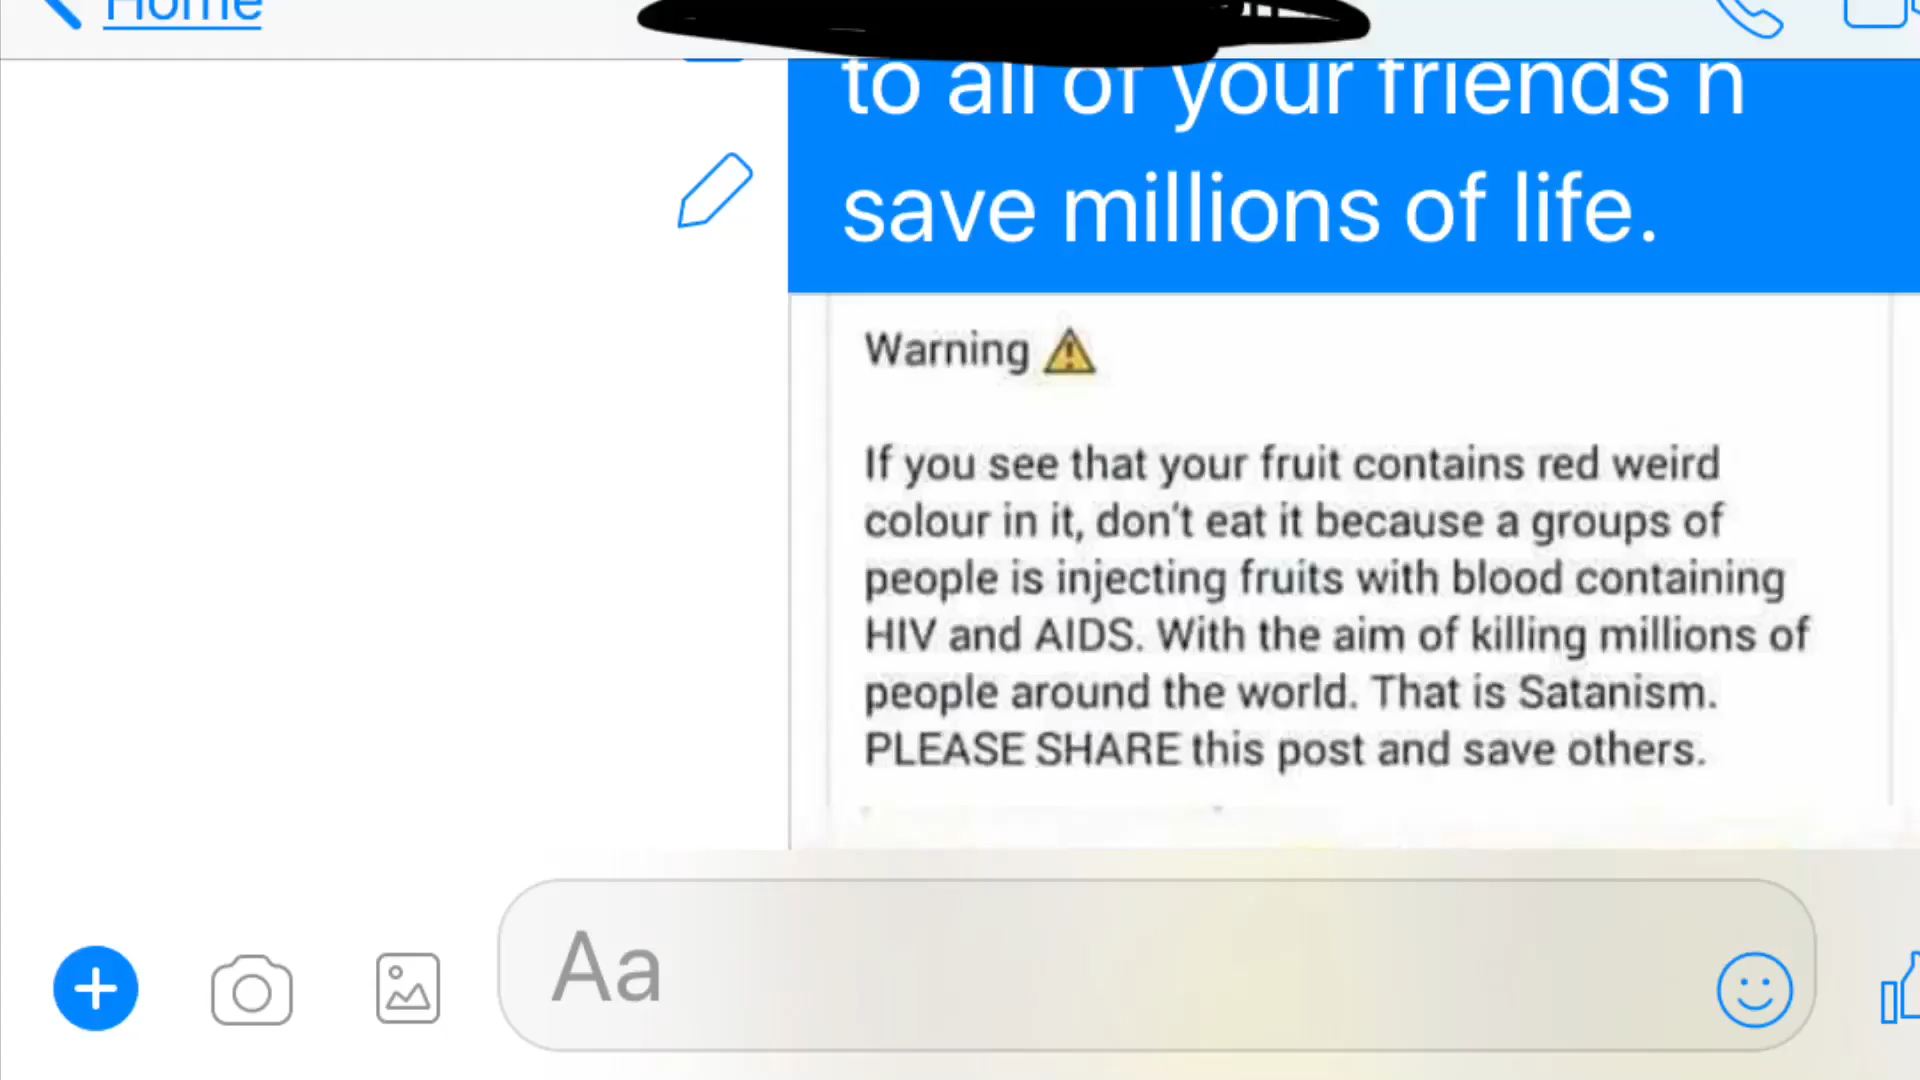 Home
to all of your friends n
save millions of life.
Warning ⚠
If you see that your fruit contains red weird
colour in it, don't eat it because a groups of
people is injecting fruits with blood containing
HIV and AIDS. With the aim of killing millions of
people around the world. That is Satanism.
PLEASE SHARE this post and save others.
Aa